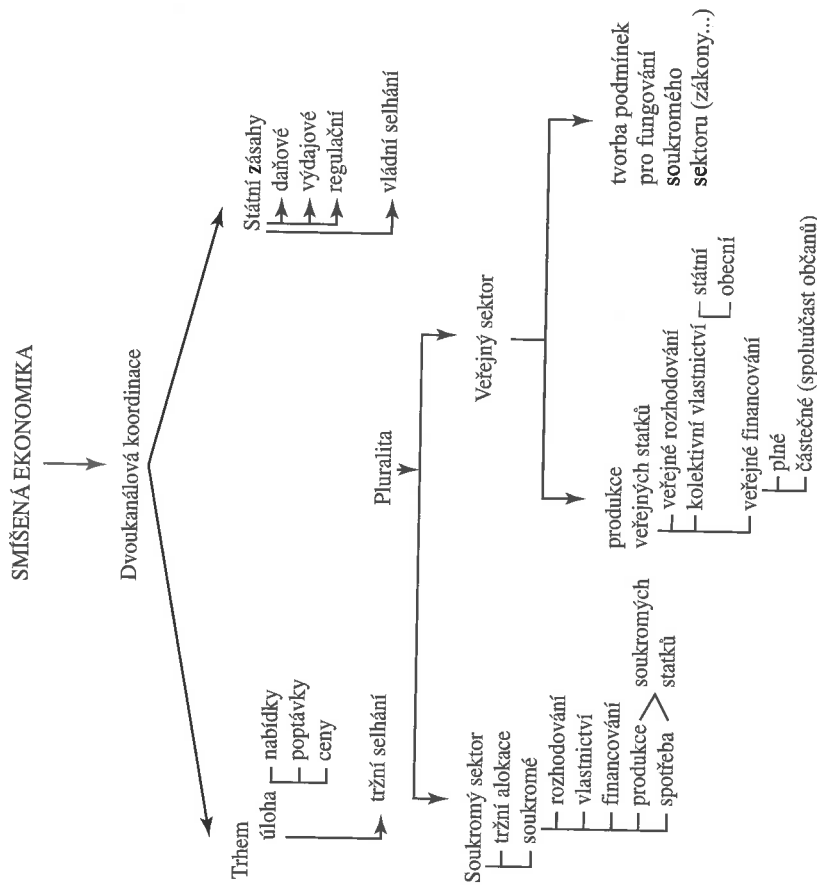 SMÍŠENÁ EKONOMIKA
Dvoukanálová koordinace
Trhem
úloha
nabídky
poptávky
ceny
tržní selhání
Státní zásahy
daňové
výdajové
regulační
vládní selhání
Pluralita
Soukromý sektor
tržní alokace
soukromé
rozhodování
vlastnictví
financování
produkce
spotřeba
soukromých
statků
Veřejný sektor
produkce
veřejných statků
veřejné rozhodování
kolektivní vlastnictví
státní
obecní
veřejné financování
plné
částečné (spoluúčast občanů)
tvorba podmínek
pro fungování
soukromého
sektoru (zákony...)